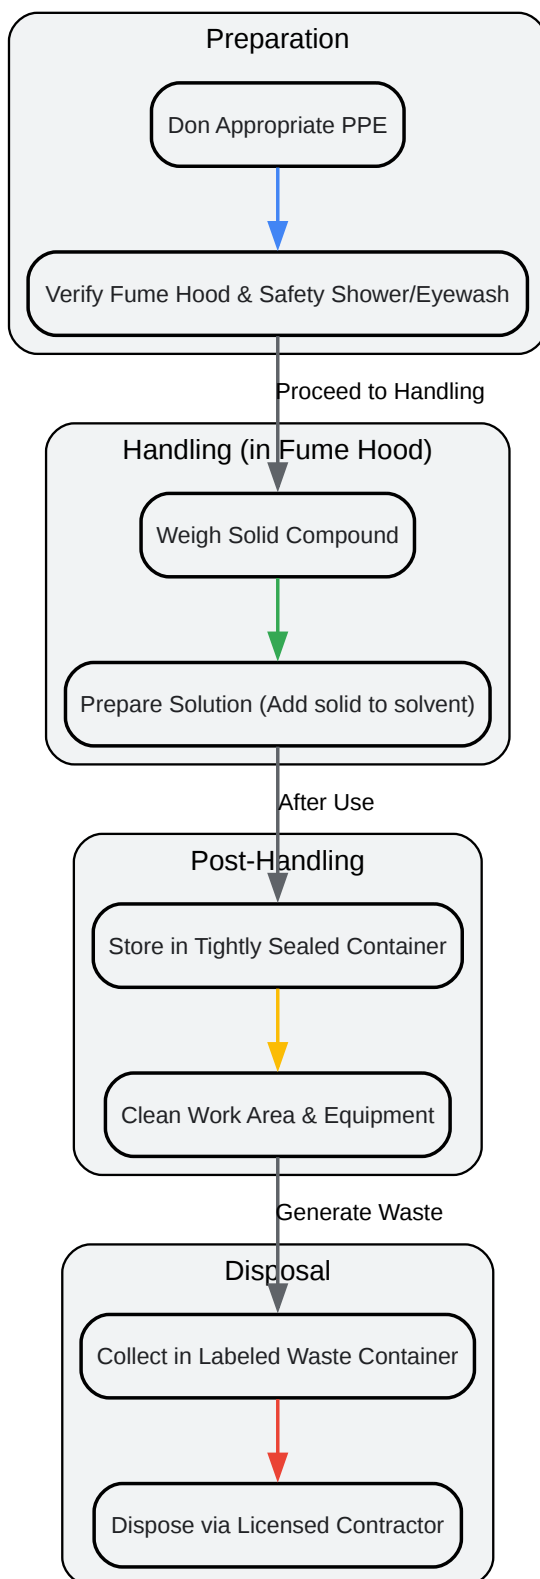 Preparation
Don Appropriate PPE
Verify Fume Hood & Safety Shower/Eyewash
Proceed to Handling
Handling (in Fume Hood)
Weigh Solid Compound
Prepare Solution (Add solid to solvent)
After Use
Post-Handling
Store in Tightly Sealed Container
Clean Work Area & Equipment
Generate Waste
Disposal
Collect in Labeled Waste Container
Dispose via Licensed Contractor